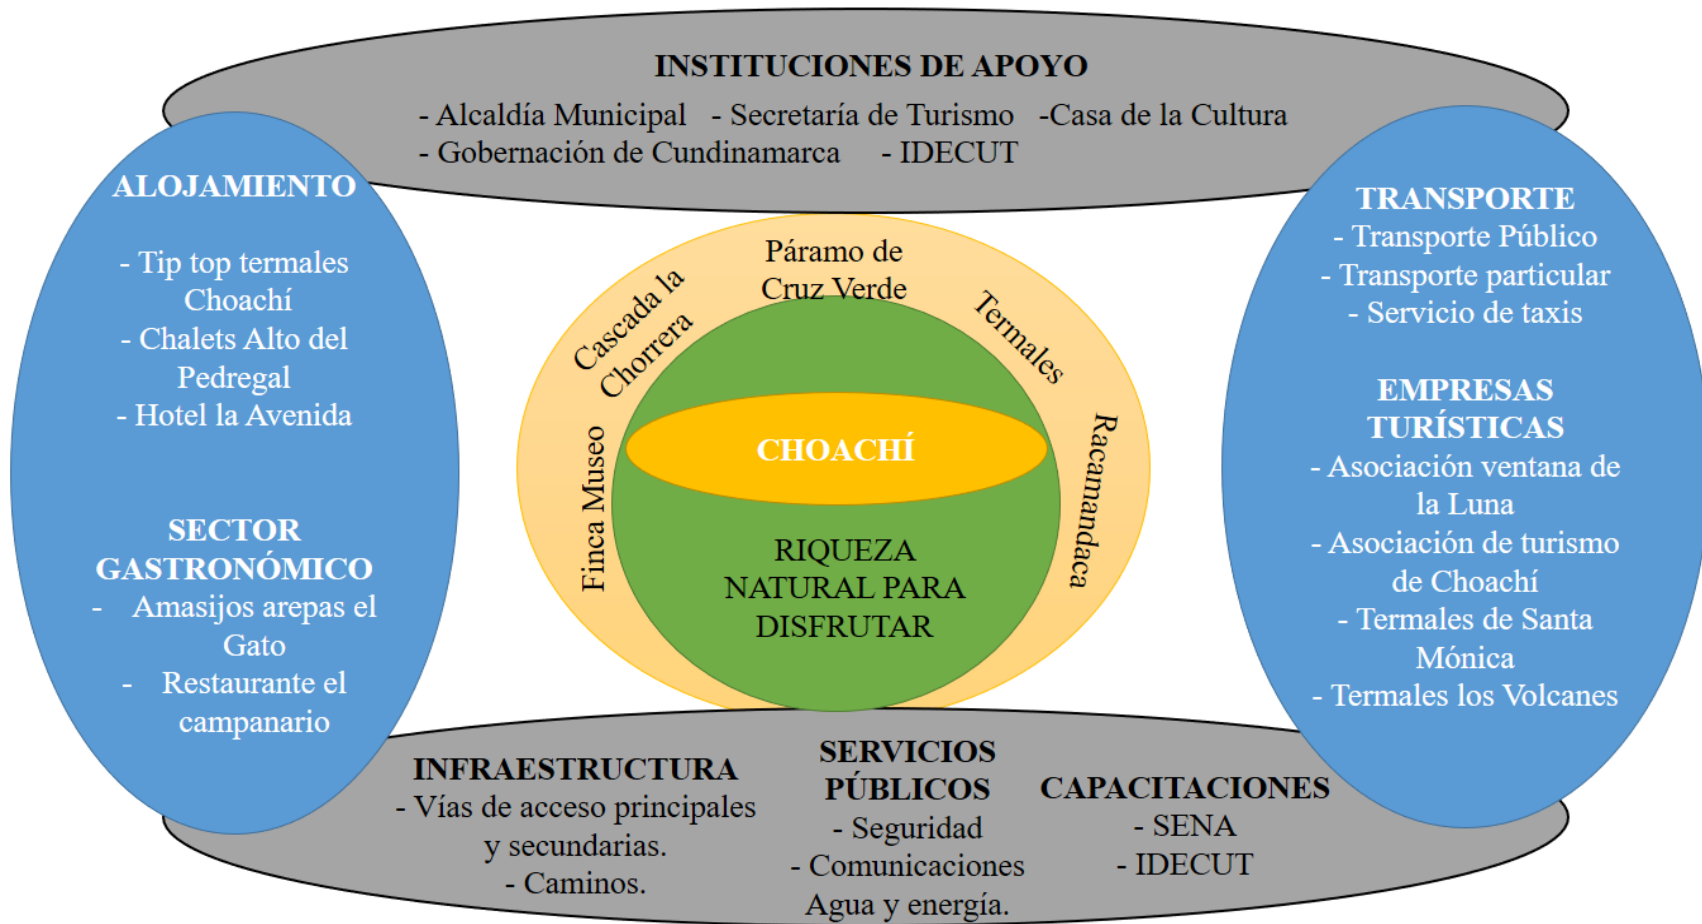 INSTITUCIONES DE APOYO
- Alcaldía Municipal - Secretaría de Turismo -Casa de la Cultura
- Gobernación de Cundinamarca - IDECUT
ALOJAMIENTO
- Tip top termales
Choachí
- Chalets Alto del
Pedregal
- Hotel la Avenida
SECTOR
GASTRONÓMICO
- Amasijos arepas el
Gato
- Restaurante el
campanario
Finca Museo
Cascada la
Chorrera
Páramo de
Cruz Verde
Termales
Racamandaca
CHOACHÍ
RIQUEZA
NATURAL PARA
DISFRUTAR
TRANSPORTE
- Transporte Público
- Transporte particular
- Servicio de taxis
EMPRESAS
TURÍSTICAS
- Asociación ventana de
la Luna
- Asociación de turismo
de Choachí
- Termales de Santa
Mónica
- Termales los Volcanes
INFRAESTRUCTURA
- Vías de acceso principales
y secundarias.
- Caminos.
SERVICIOS
PÚBLICOS
- Seguridad
- Comunicaciones
Agua y energía.
CAPACITACIONES
- SENA
- IDECUT